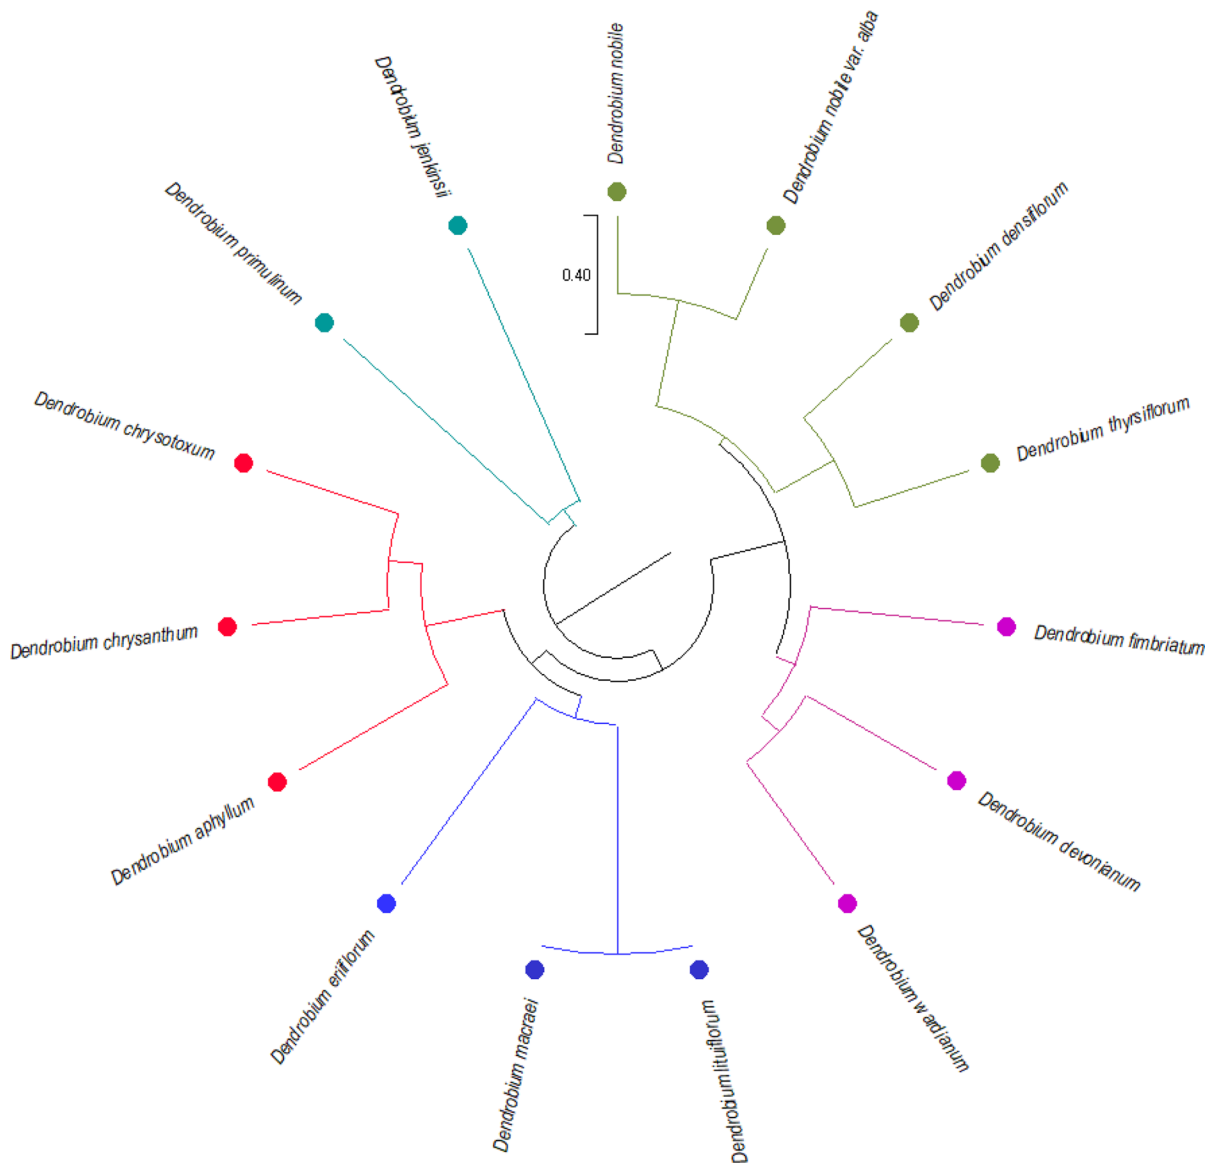 Dendrobium nobile
Dendrobium nobile var. alba
Dendrobium jenkinsii
Dendrobium densiflorum
Dendrobium primulinum
0.40
Dendrobium thyrsiflorum
Dendrobium chrysotoxum
Dendrobium chrysanthum
Dendrobium fimbriatum
Dendrobium aphyllum
Dendrobium devonianum
Dendrobium eriiflorum
Dendrobium wardianum
Dendrobium macraei
Dendrobium lituiflorum